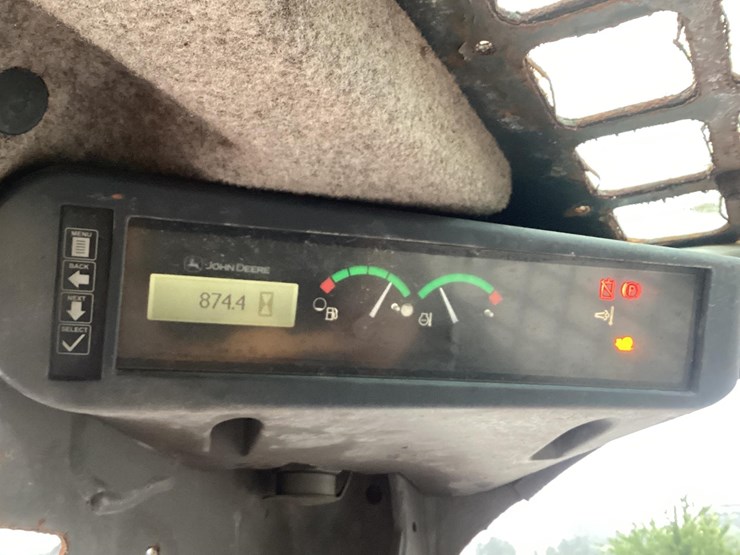 MENU
BACK
NEXT
SELECT
JOHN DEERE
874.4
P